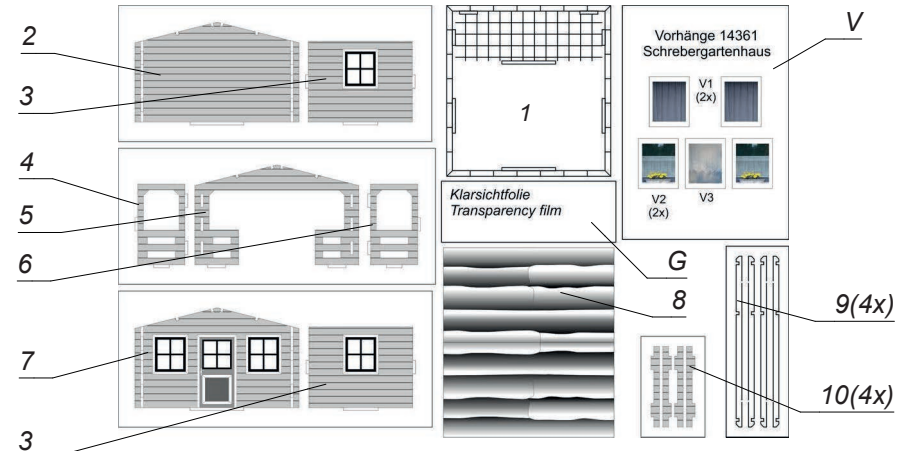 2
3
4
5
6
7
3
1
Klarsichtfolie
Transparency film
G
8
Vorhänge 14361
Schrebergartenhaus
V1
(2x)
V2
(2x)
V3
V
9(4x)
10(4x)